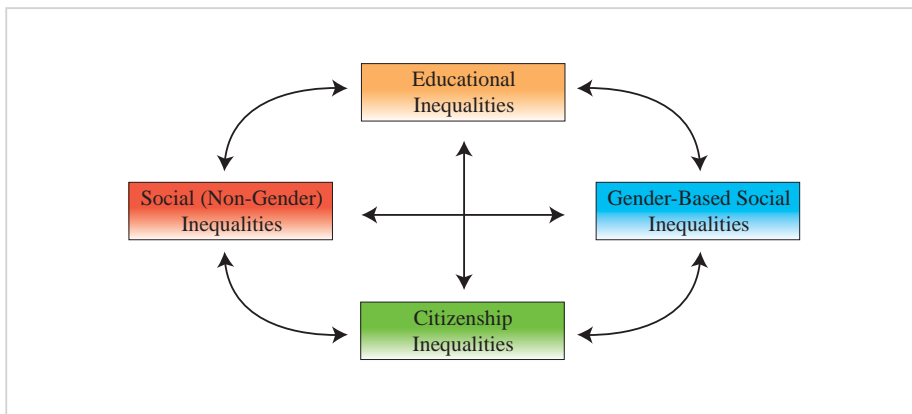 Educational
Inequalities
Social (Non-Gender)
Inequalities
Gender-Based Social
Inequalities
Citizenship
Inequalities